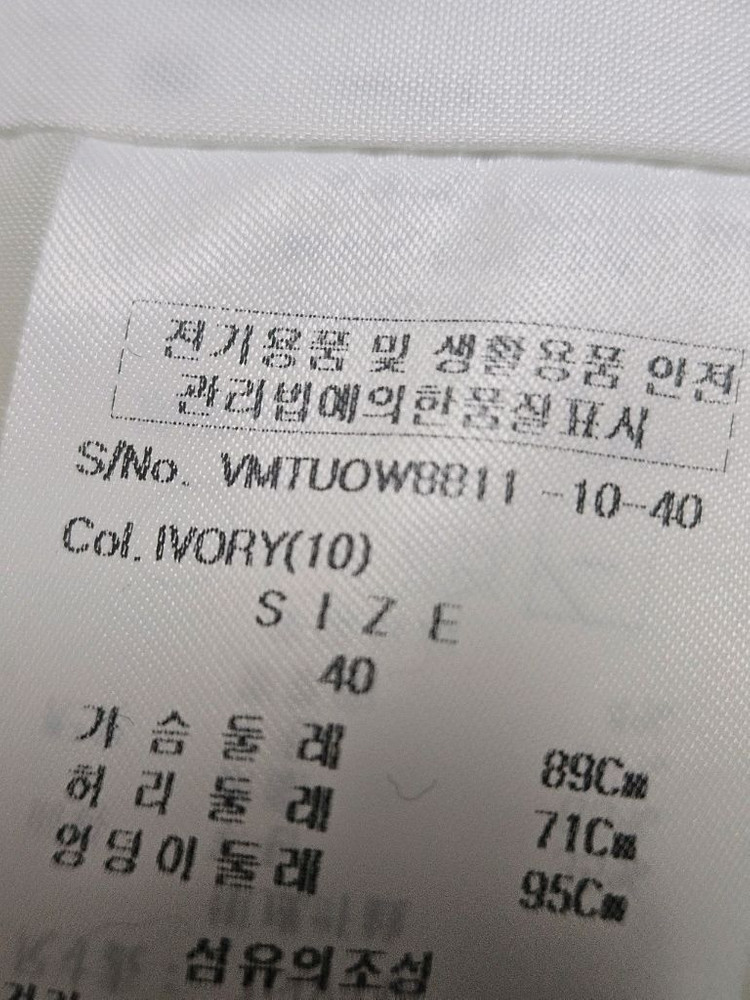 전기용품 및 생활용품 안전
관리법에의한품질표시
S/No. VMTUOW8811 -10-40
Col. IVORY(10)
S I Z E
40
가 슴 둘 레 89Cm
허 리 둘 레 71Cm
엉덩이둘레 95Cm
섬유의조성